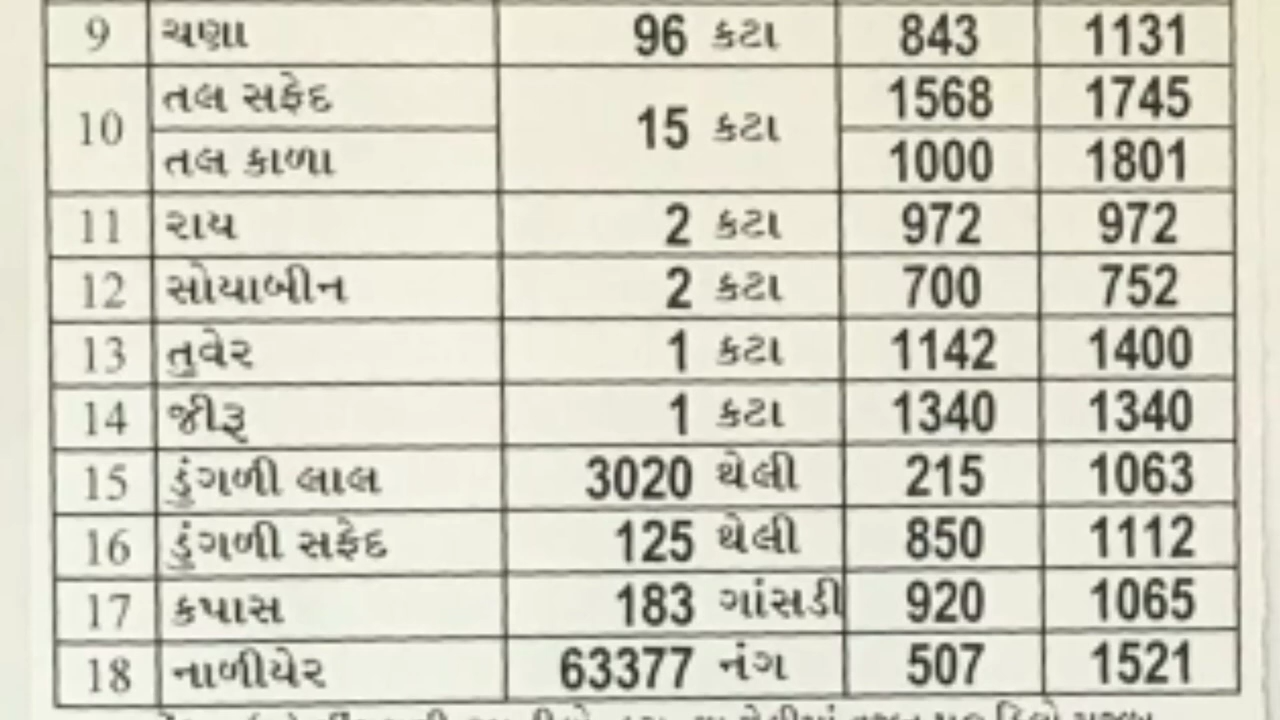 9 ચણા 96 કટા 843 1131
10 તલ સફેદ 15 કટા 1568 1745
તલ કાળા 1000 1801
11 રાય 2 કટા 972 972
12 સોયાબીન 2 કટા 700 752
13 તુવેર 1 કટા 1142 1400
14 જીરૂ 1 કટા 1340 1340
15 ડુંગળી લાલ 3020 થેલી 215 1063
16 ડુંગળી સફેદ 125 થેલી 850 1112
17 કપાસ 183 ગાંસડી 920 1065
18 નાળીયેર 63377 નંગ 507 1521